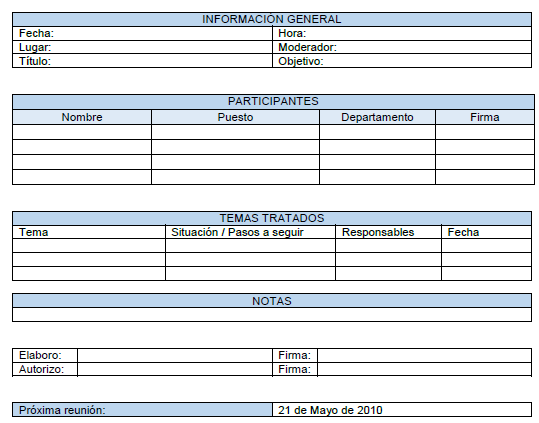 INFORMACIÓN GENERAL
Fecha: Hora:
Lugar: Moderador:
Título: Objetivo:
PARTICIPANTES
Nombre Puesto Departamento Firma
TEMAS TRATADOS
Tema Situación / Pasos a seguir Responsables Fecha
NOTAS
Elaboro: Firma:
Autorizo: Firma:
Próxima reunión: 21 de Mayo de 2010